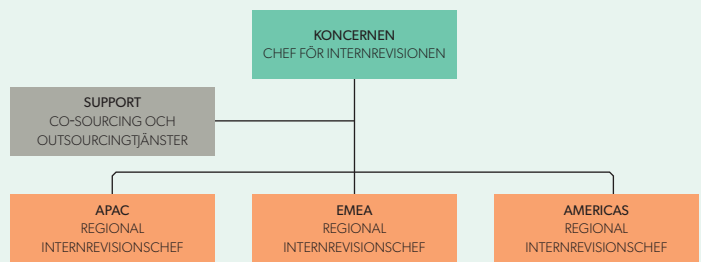 KONCERNEN
CHEF FÖR INTERNREVISIONEN
SUPPORT
CO-SOURCING OCH
OUTSOURCINGTJÄNSTER
APAC
REGIONAL
INTERNREVISIONSCHEF
EMEA
REGIONAL
INTERNREVISIONSCHEF
AMERICAS
REGIONAL
INTERNREVISIONSCHEF